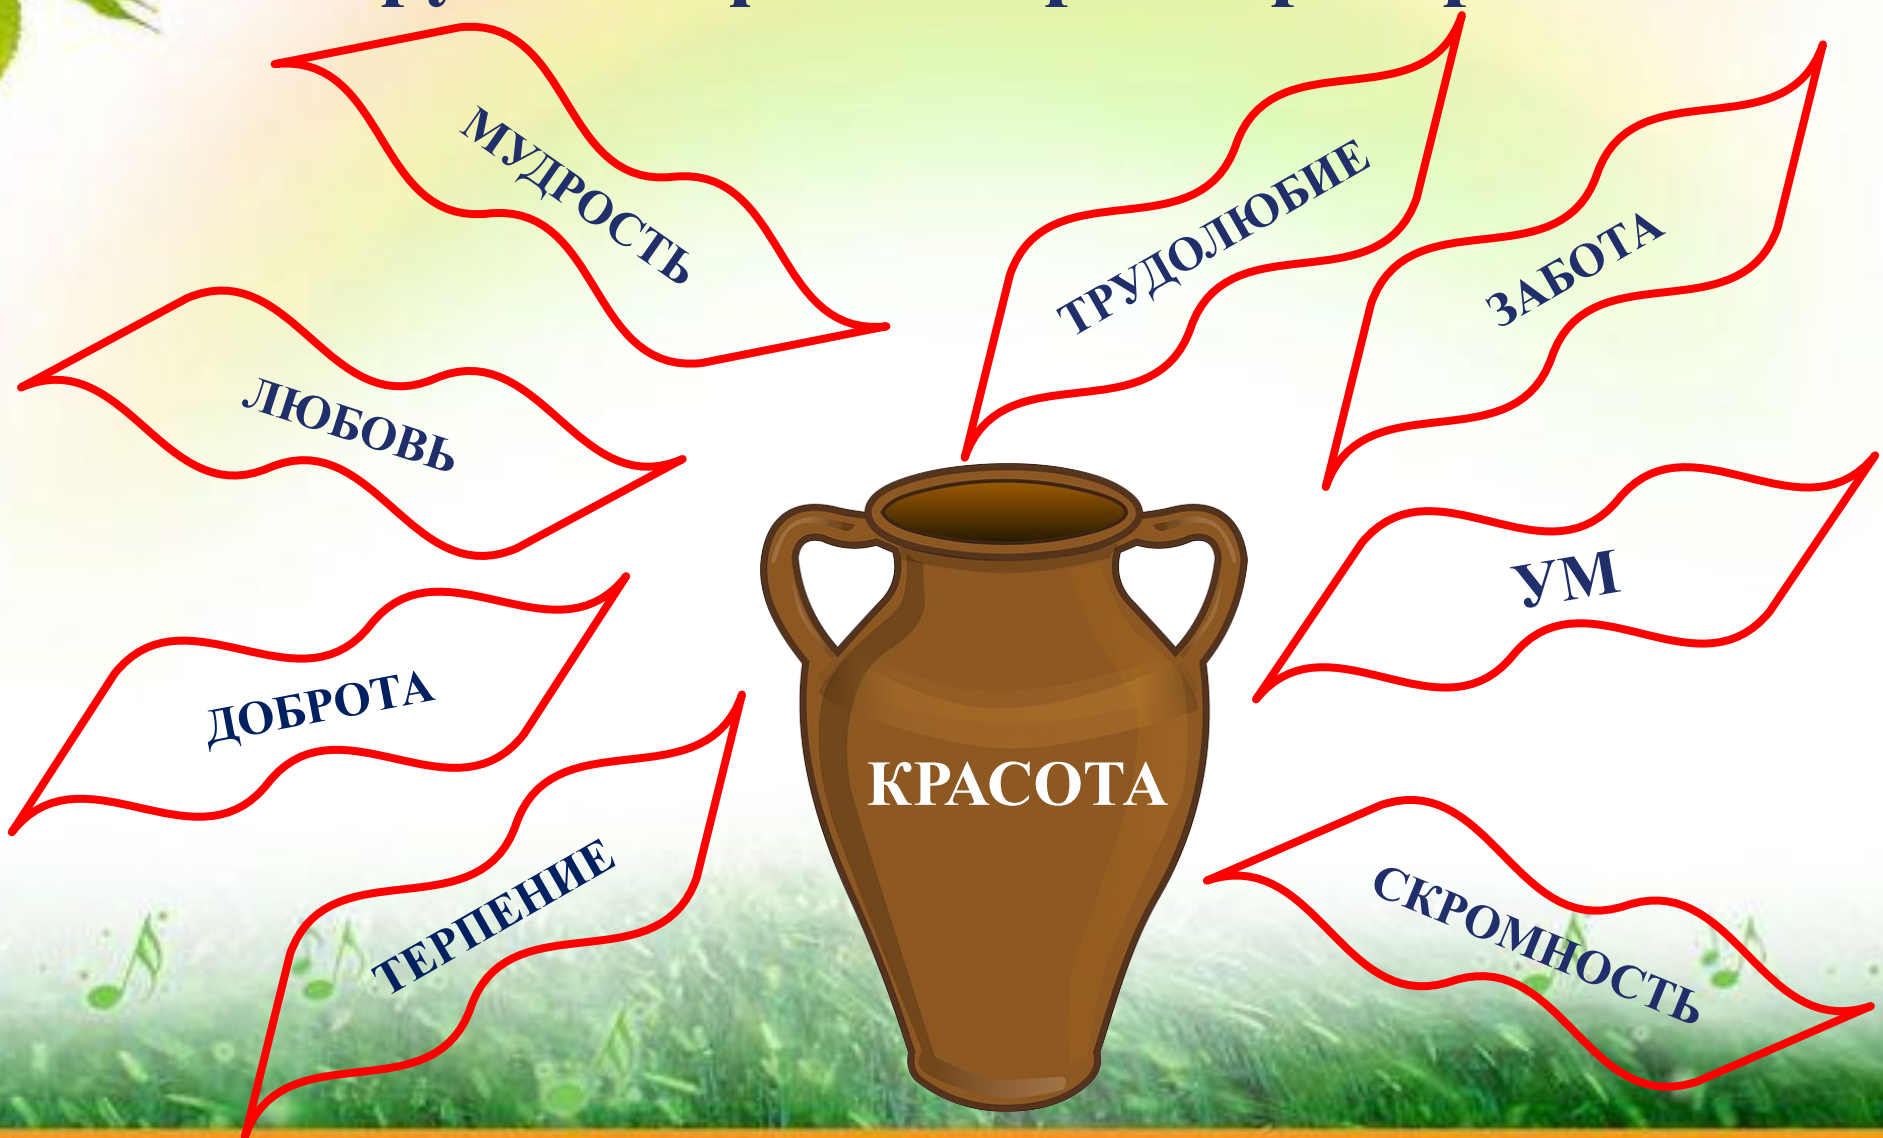 МУДРОСТЬ
ТРУДОЛЮБИЕ
ЗАБОТА
ЛЮБОВЬ
УМ
ДОБРОТА
КРАСОТА
ТЕРПЕНИЕ
СКРОМНОСТЬ